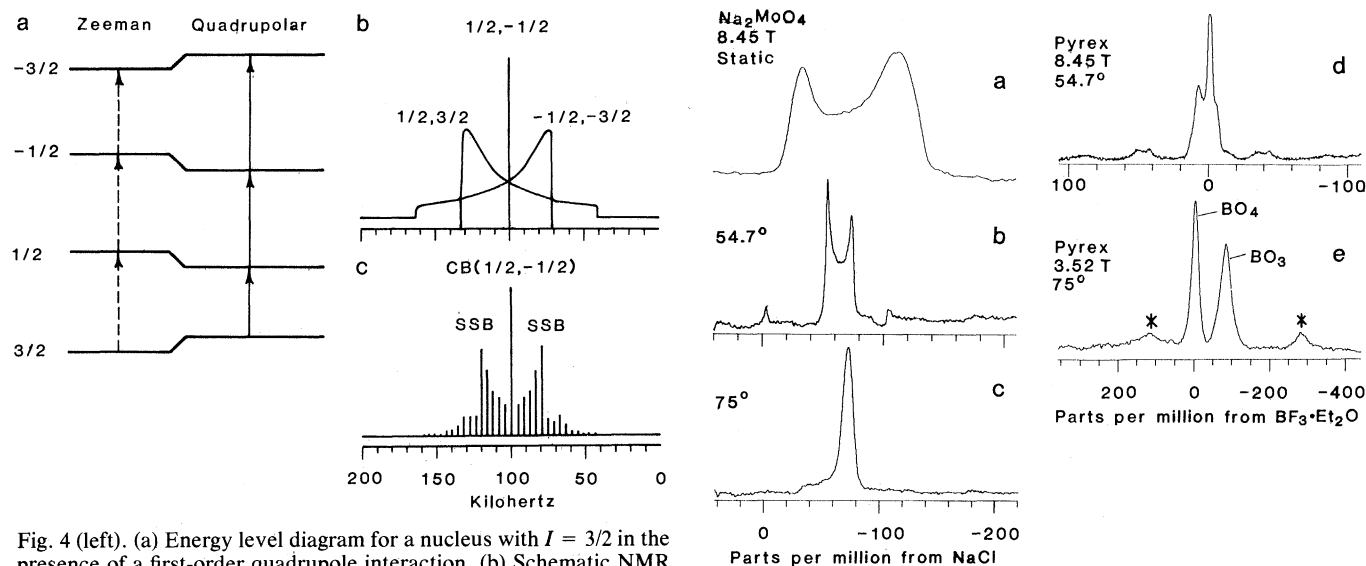 a
Zeeman Quadrupolar
-3/2
-1/2
1/2
3/2
b
1/2,-1/2
1/2,3/2
-1/2,-3/2
c
CB(1/2,-1/2)
SSB SSB
200 150 100 50 0
Kilohertz
Fig. 4 (left). (a) Energy level diagram for a nucleus with I = 3/2 in the
presence of a first-order quadrupole interaction. (b) Schematic NMR
Na2MoO4
8.45 T
Static
a
54.7°
b
75°
c
0 -100 -200
Parts per million from NaCl
Pyrex
8.45 T
54.7°
d
100 0 -100
Pyrex
3.52 T
75°
BO4
BO3
e
* *
200 0 -200 -400
Parts per million from BF3•Et2O